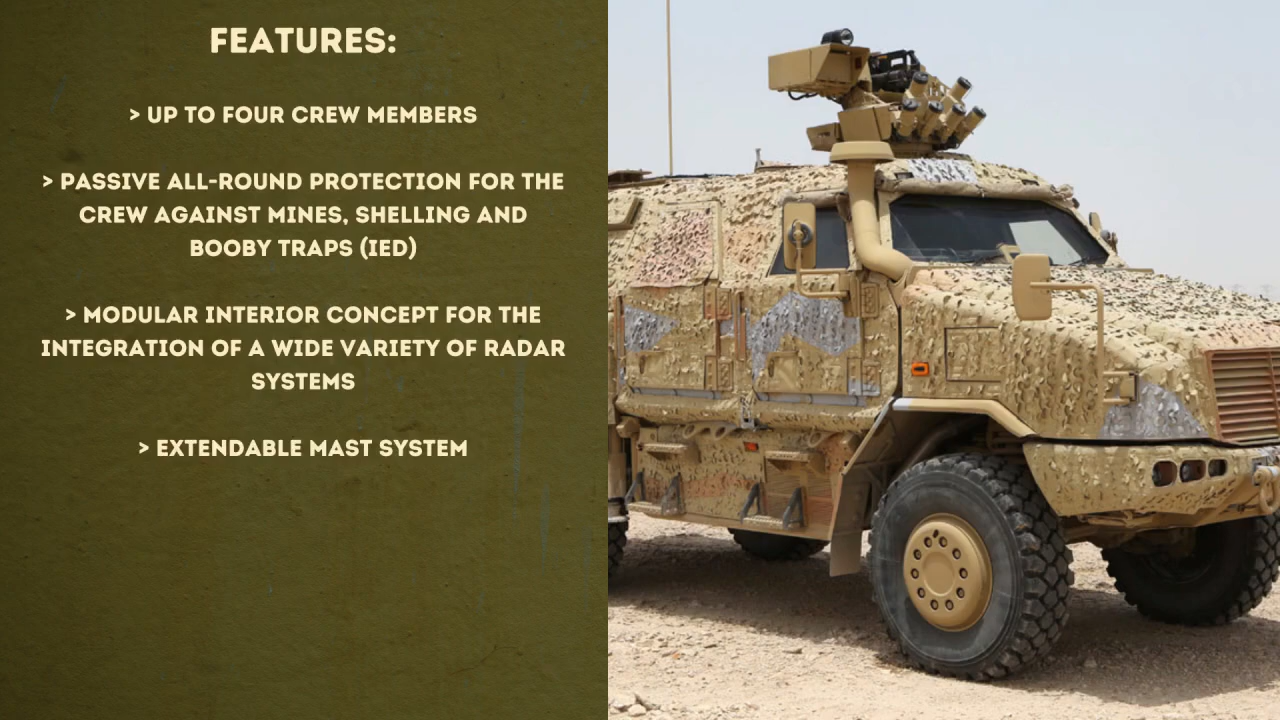 FEATURES:
> UP TO FOUR CREW MEMBERS
> PASSIVE ALL-ROUND PROTECTION FOR THE
CREW AGAINST MINES, SHELLING AND
BOOBY TRAPS (IED)
> MODULAR INTERIOR CONCEPT FOR THE
INTEGRATION OF A WIDE VARIETY OF RADAR
SYSTEMS
> EXTENDABLE MAST SYSTEM